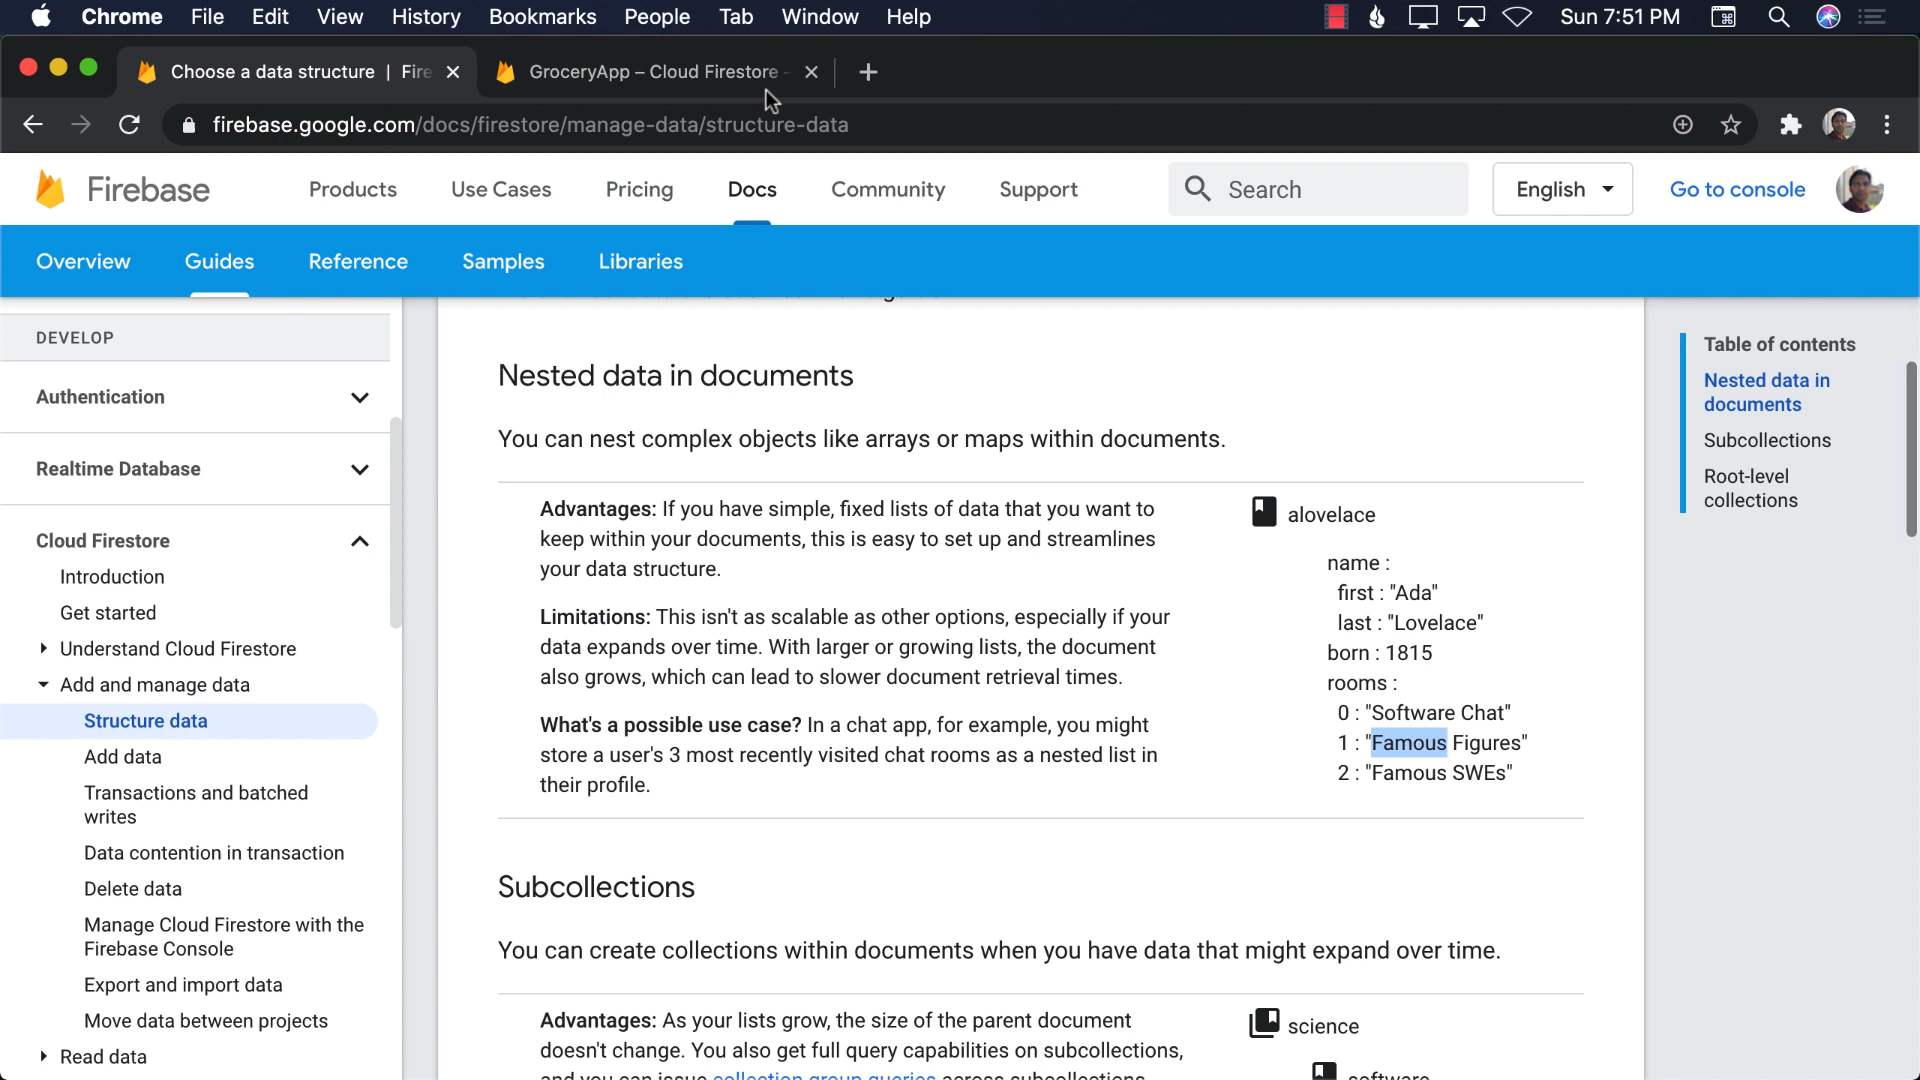 Chrome File Edit View History Bookmarks People Tab Window Help Sun 7:51 PM
Choose a data structure | Fire GroceryApp – Cloud Firestore
firebase.google.com/docs/firestore/manage-data/structure-data
Firebase Products Use Cases Pricing Docs Community Support Search English Go to console
Overview Guides Reference Samples Libraries
DEVELOP
Authentication
Realtime Database
Cloud Firestore
Introduction
Get started
Understand Cloud Firestore
Add and manage data
Structure data
Add data
Transactions and batched
writes
Data contention in transaction
Delete data
Manage Cloud Firestore with the
Firebase Console
Export and import data
Move data between projects
Read data
Nested data in documents
You can nest complex objects like arrays or maps within documents.
Advantages: If you have simple, fixed lists of data that you want to
keep within your documents, this is easy to set up and streamlines
your data structure.
Limitations: This isn't as scalable as other options, especially if your
data expands over time. With larger or growing lists, the document
also grows, which can lead to slower document retrieval times.
What's a possible use case? In a chat app, for example, you might
store a user's 3 most recently visited chat rooms as a nested list in
their profile.
alovelace
name :
first : "Ada"
last : "Lovelace"
born : 1815
rooms :
0 : "Software Chat"
1 : "Famous Figures"
2 : "Famous SWEs"
Subcollections
You can create collections within documents when you have data that might expand over time.
Advantages: As your lists grow, the size of the parent document
doesn't change. You also get full query capabilities on subcollections,
and you can issue collection group queries across subcollections
science
software
Table of contents
Nested data in
documents
Subcollections
Root-level
collections